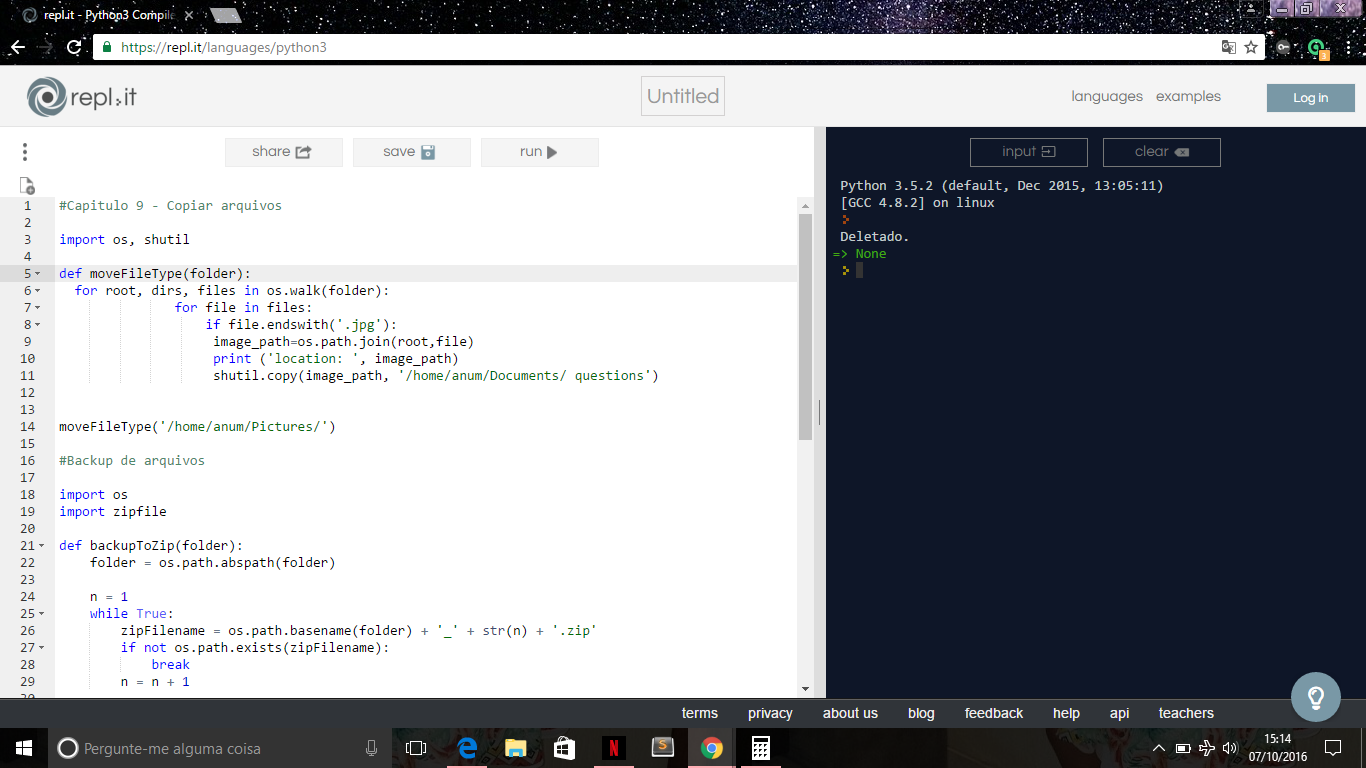 repl.it - Python3 Compile
https://repl.it/languages/python3
repl.it
Untitled
languages examples
Log in
share save run
input clear
1 #Capitulo 9 - Copiar arquivos
2
3 import os, shutil
4
5 def moveFileType(folder):
6 for root, dirs, files in os.walk(folder):
7 for file in files:
8 if file.endswith('.jpg'):
9 image_path=os.path.join(root,file)
10 print ('location: ', image_path)
11 shutil.copy(image_path, '/home/anum/Documents/ questions')
12
13
14 moveFileType('/home/anum/Pictures/')
15
16 #Backup de arquivos
17
18 import os
19 import zipfile
20
21 def backupToZip(folder):
22 folder = os.path.abspath(folder)
23
24 n = 1
25 while True:
26 zipFilename = os.path.basename(folder) + '_' + str(n) + '.zip'
27 if not os.path.exists(zipFilename):
28 break
29 n = n + 1
Python 3.5.2 (default, Dec 2015, 13:05:11)
[GCC 4.8.2] on linux
Deletado.
=> None
terms privacy about us blog feedback help api teachers
Pergunte-me alguma coisa
15:14
07/10/2016